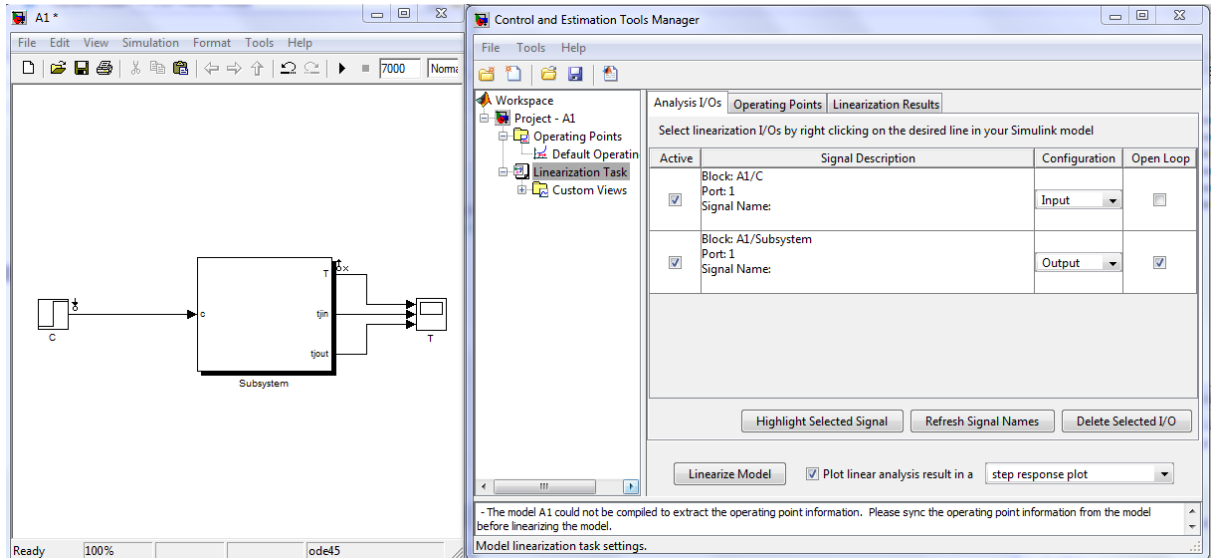 A1 *
File Edit View Simulation Format Tools Help
7000 Norma
T
c tjin
C
tjout
T
Subsystem
Ready 100% ode45
Control and Estimation Tools Manager
File Tools Help
Workspace
Project - A1
Operating Points
Default Operatin
Linearization Task
Custom Views
Analysis I/Os Operating Points Linearization Results
Select linearization I/Os by right clicking on the desired line in your Simulink model
Active Signal Description Configuration Open Loop
Block: A1/C
Port: 1
Signal Name:
Input
Block: A1/Subsystem
Port: 1
Signal Name:
Output
Highlight Selected Signal Refresh Signal Names Delete Selected I/O
Linearize Model Plot linear analysis result in a step response plot
- The model A1 could not be compiled to extract the operating point information. Please sync the operating point information from the model
before linearizing the model.
Model linearization task settings.